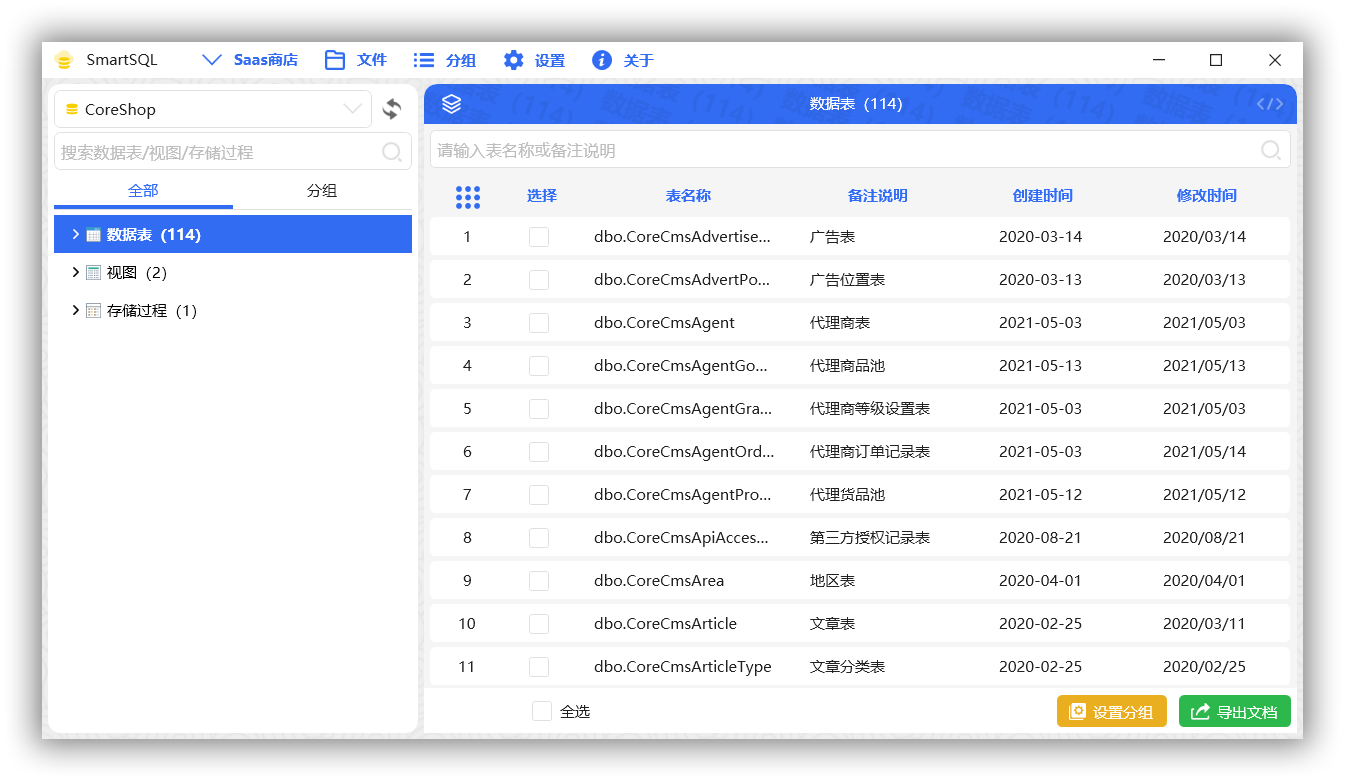 SmartSQL Saas商店 文件 分组 设置 关于
CoreShop
搜索数据表/视图/存储过程
全部 分组
数据表 (114)
视图 (2)
存储过程 (1)
数据表 (114) </>
请输入表名称或备注说明
选择 表名称 备注说明 创建时间 修改时间
1 dbo.CoreCmsAdvertise... 广告表 2020-03-14 2020/03/14
2 dbo.CoreCmsAdvertPo... 广告位置表 2020-03-13 2020/03/13
3 dbo.CoreCmsAgent 代理商表 2021-05-03 2021/05/03
4 dbo.CoreCmsAgentGo... 代理商品池 2021-05-13 2021/05/13
5 dbo.CoreCmsAgentGra... 代理商等级设置表 2021-05-03 2021/05/03
6 dbo.CoreCmsAgentOrd... 代理商订单记录表 2021-05-03 2021/05/14
7 dbo.CoreCmsAgentPro... 代理货品池 2021-05-12 2021/05/12
8 dbo.CoreCmsApiAcces... 第三方授权记录表 2020-08-21 2020/08/21
9 dbo.CoreCmsArea 地区表 2020-04-01 2020/04/01
10 dbo.CoreCmsArticle 文章表 2020-02-25 2020/03/11
11 dbo.CoreCmsArticleType 文章分类表 2020-02-25 2020/02/25
全选 设置分组 导出文档